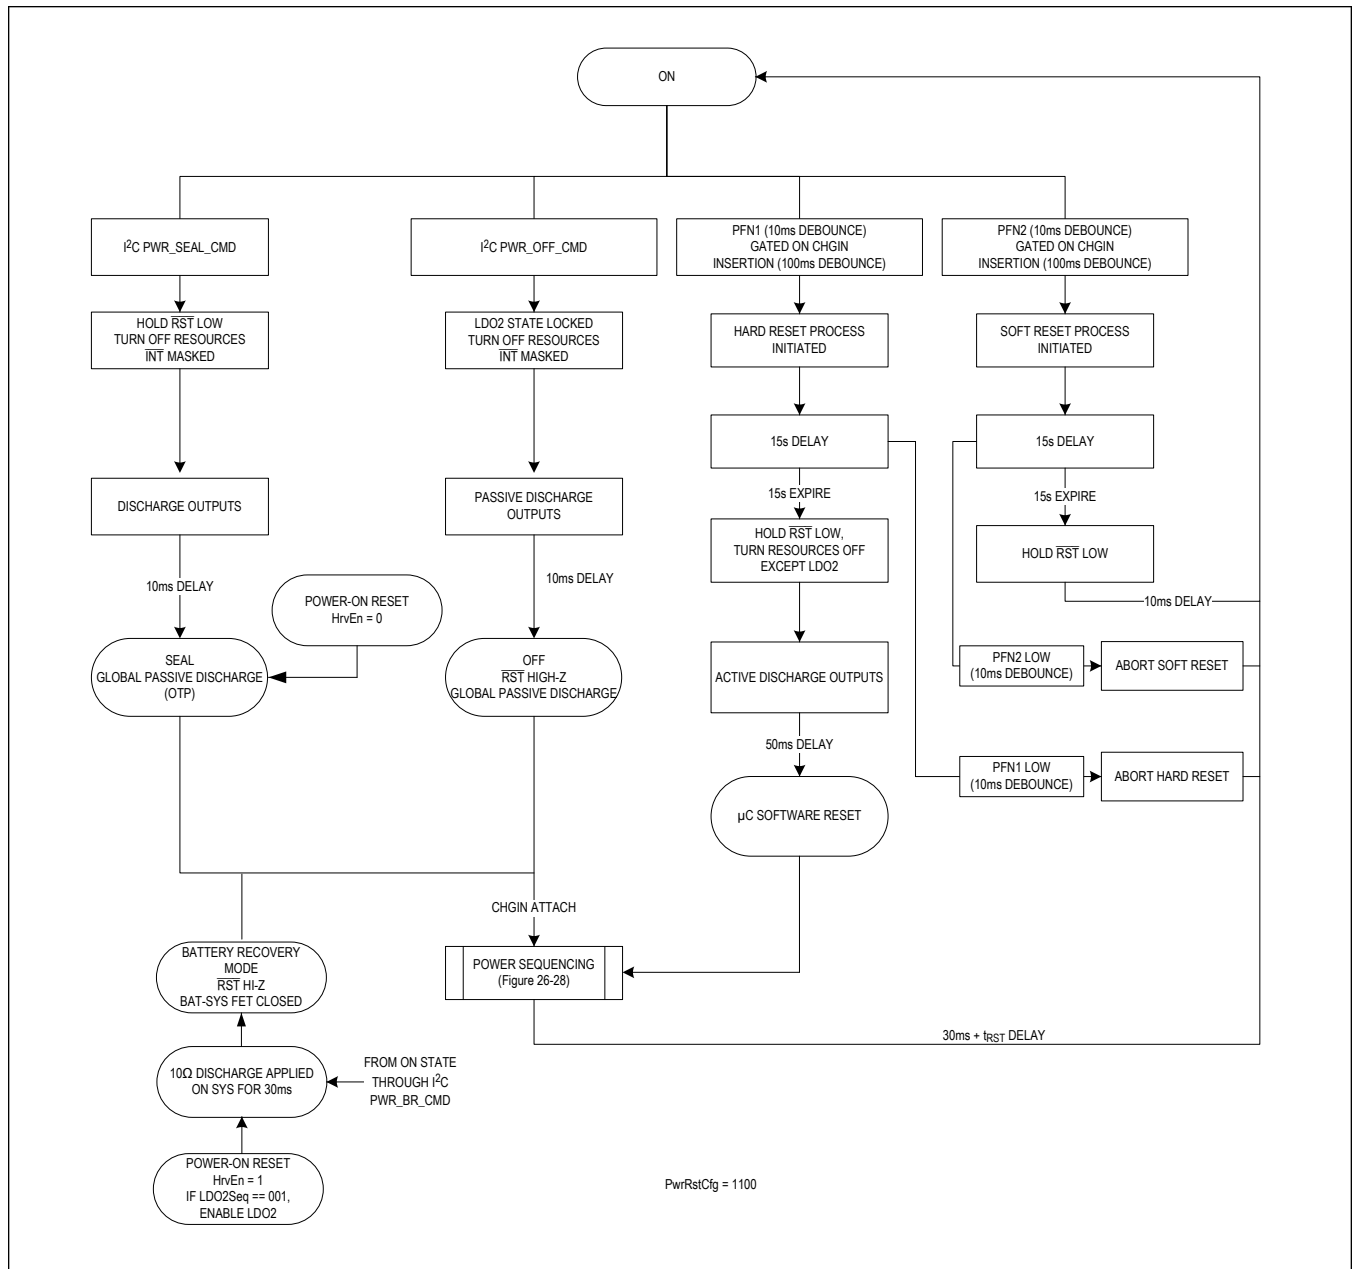 ON
I²C PWR_SEAL_CMD
I²C PWR_OFF_CMD
PFN1 (10ms DEBOUNCE)
GATED ON CHGIN
INSERTION (100ms DEBOUNCE)
PFN2 (10ms DEBOUNCE)
GATED ON CHGIN
INSERTION (100ms DEBOUNCE)
HOLD R̅S̅T̅ LOW
TURN OFF RESOURCES
I̅N̅T̅ MASKED
LDO2 STATE LOCKED
TURN OFF RESOURCES
I̅N̅T̅ MASKED
HARD RESET PROCESS
INITIATED
SOFT RESET PROCESS
INITIATED
15s DELAY
15s DELAY
DISCHARGE OUTPUTS
PASSIVE DISCHARGE
OUTPUTS
15s EXPIRE
15s EXPIRE
HOLD R̅S̅T̅ LOW,
TURN RESOURCES OFF
EXCEPT LDO2
HOLD R̅S̅T̅ LOW
10ms DELAY
10ms DELAY
10ms DELAY
POWER-ON RESET
HrvEn = 0
SEAL
GLOBAL PASSIVE DISCHARGE
(OTP)
OFF
R̅S̅T̅ HIGH-Z
GLOBAL PASSIVE DISCHARGE
ACTIVE DISCHARGE OUTPUTS
PFN2 LOW
(10ms DEBOUNCE)
ABORT SOFT RESET
50ms DELAY
PFN1 LOW
(10ms DEBOUNCE)
ABORT HARD RESET
µC SOFTWARE RESET
CHGIN ATTACH
BATTERY RECOVERY
MODE
R̅S̅T̅ HI-Z
BAT-SYS FET CLOSED
POWER SEQUENCING
(Figure 26-28)
30ms + tRST DELAY
10Ω DISCHARGE APPLIED
ON SYS FOR 30ms
FROM ON STATE
THROUGH I²C
PWR_BR_CMD
POWER-ON RESET
HrvEn = 1
IF LDO2Seq == 001,
ENABLE LDO2
PwrRstCfg = 1100